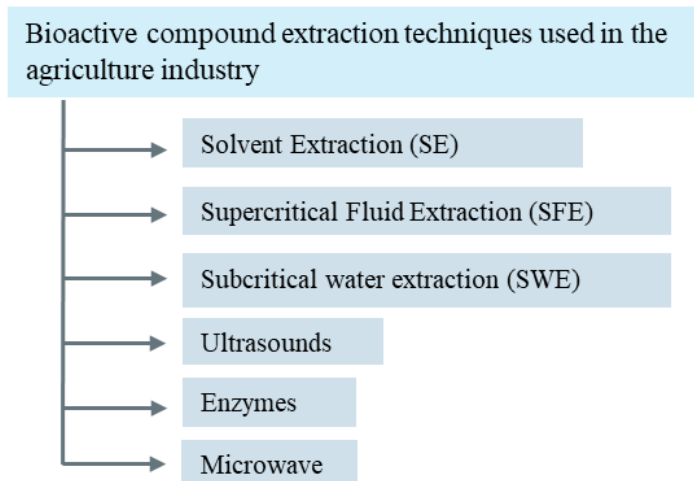 Bioactive compound extraction techniques used in the
agriculture industry
Solvent Extraction (SE)
Supercritical Fluid Extraction (SFE)
Subcritical water extraction (SWE)
Ultrasounds
Enzymes
Microwave